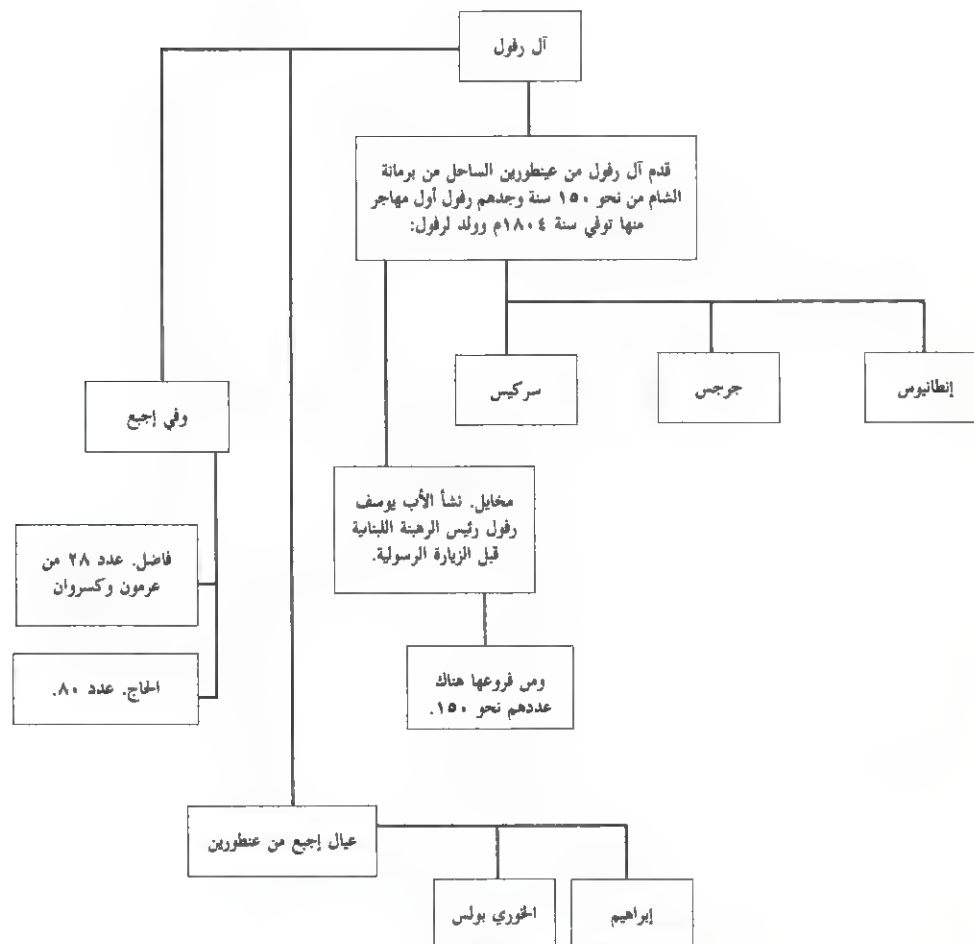 آل رفول
قدم آل رفول من عينطورين الساحل من برمانة
الشام من نحو ١٥٠ سنة وجدهم رفول أول مهاجر
منها توفي سنة ١٨٠٤م وولد لرفول:
إنطانيوس
جرجس
سركيس
وفي إجبع
مخايل. نشأ الأب يوسف
رفول رئيس الرهبنة اللبنانية
قبل الزيارة الرسولية.
فاضل. عدد ٢٨ من
عرمون وكسروان
ومن فروعها هناك
عددهم نحو ١٥٠.
الحاج. عدد ٨٠.
عيال إجبع من عنطورين
إبراهيم
الخوري بولس